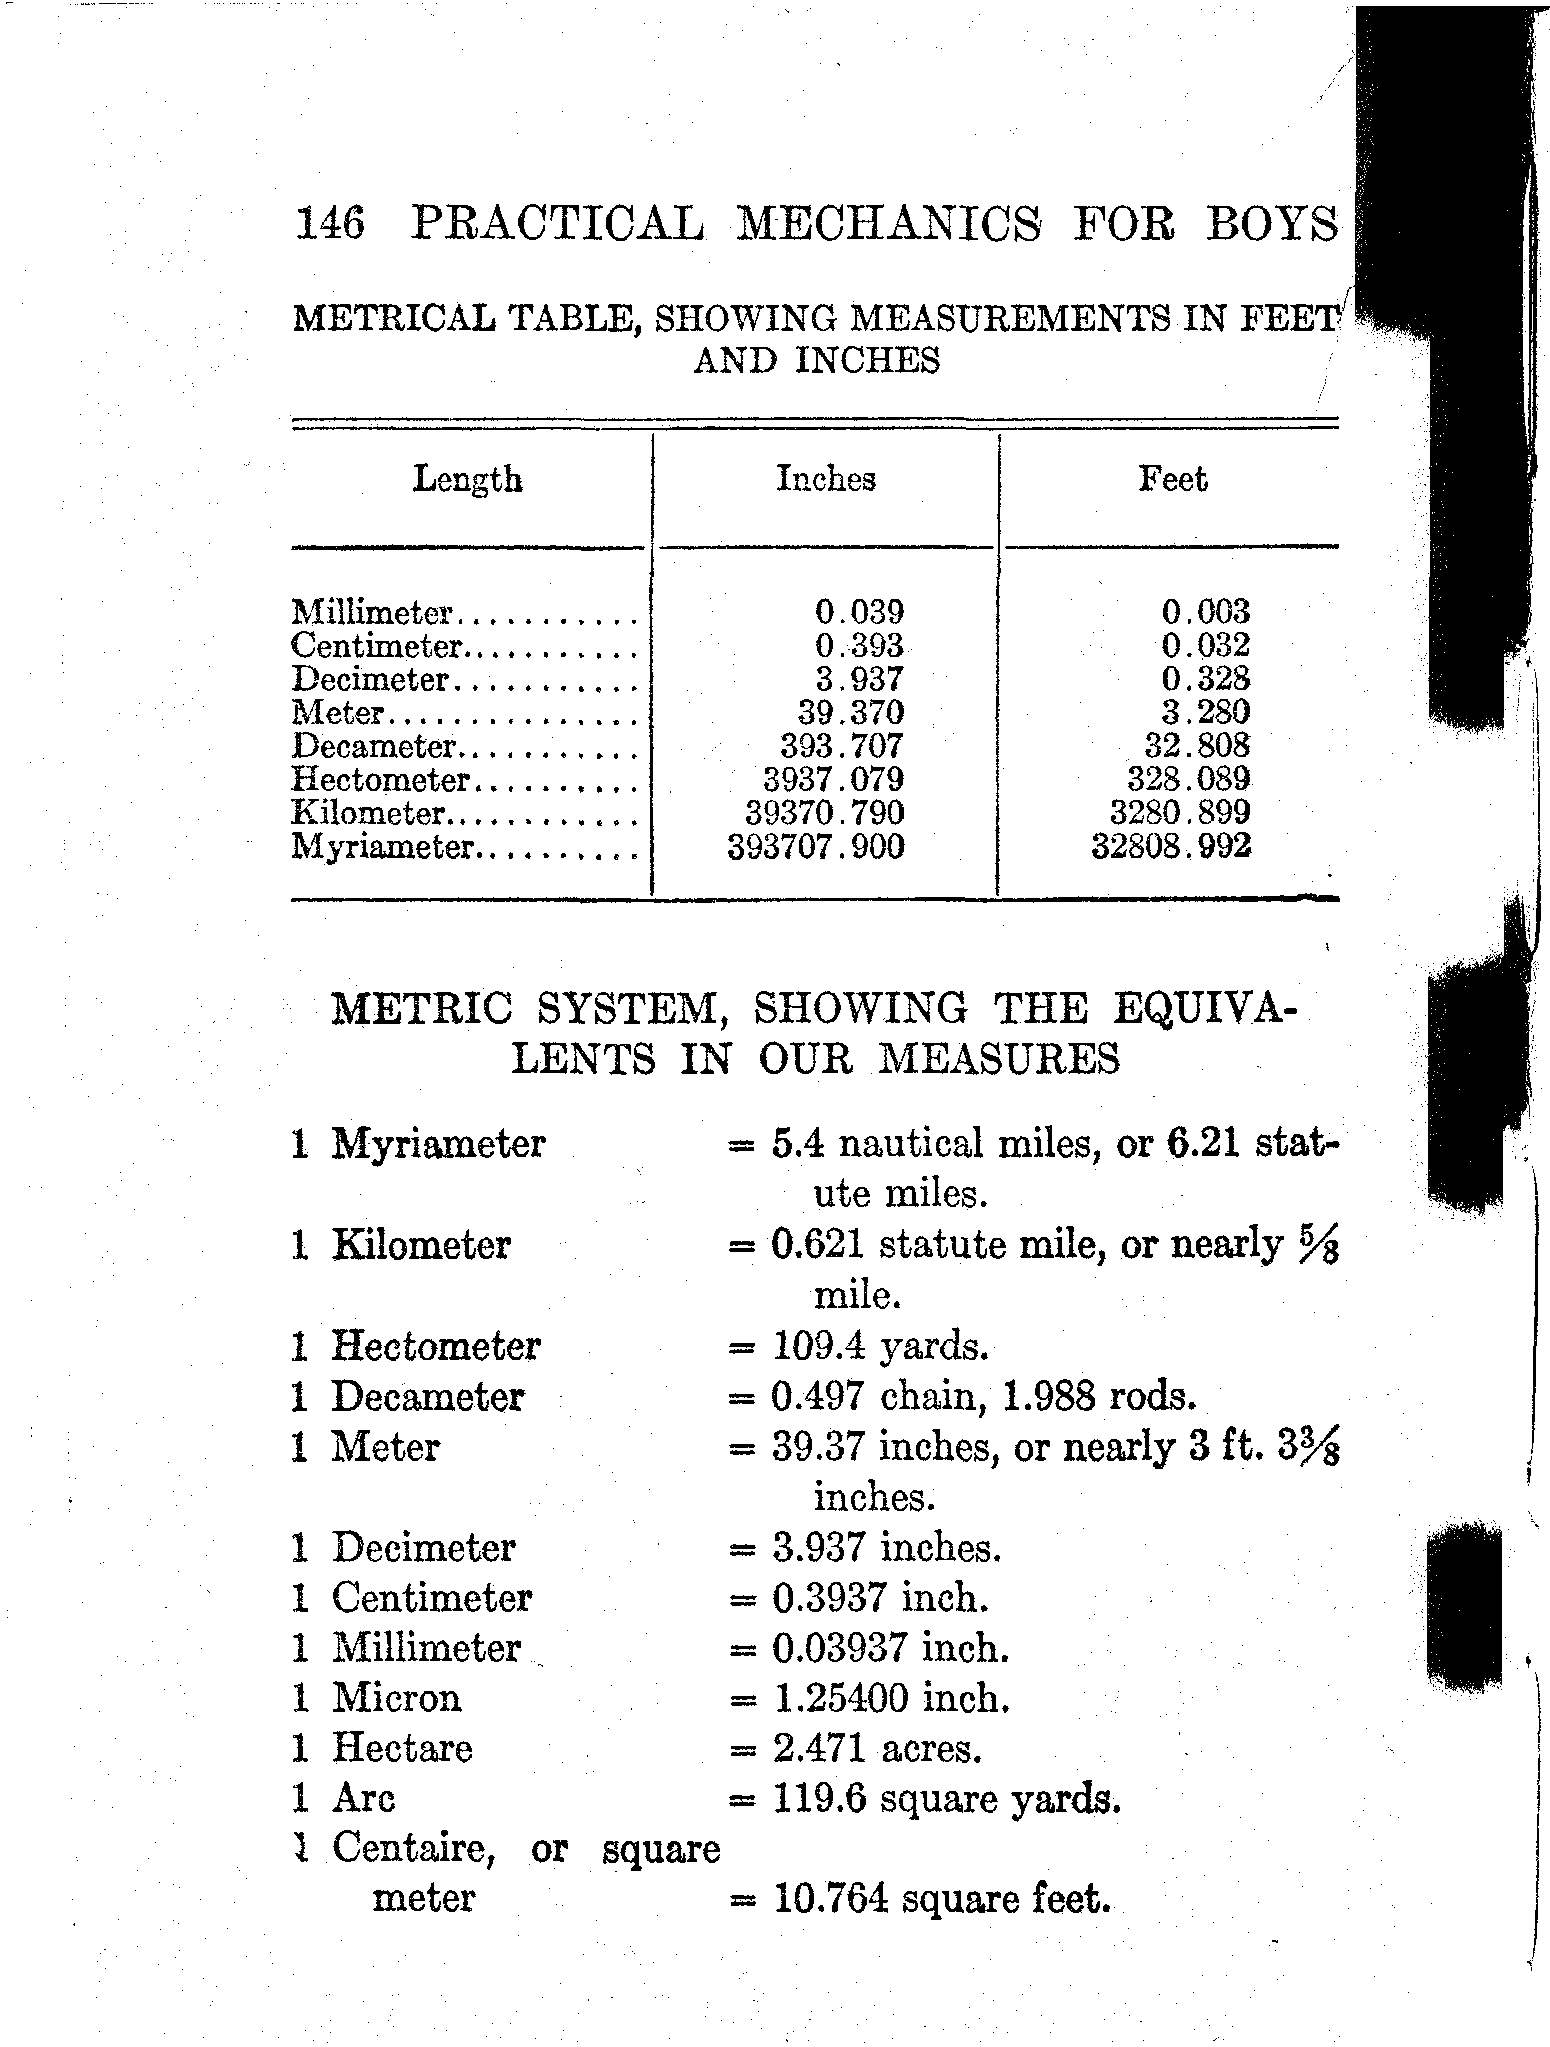 146 PRACTICAL MECHANICS FOR BOYS
METRICAL TABLE, SHOWING MEASUREMENTS IN FEET
AND INCHES
Length Inches Feet
Millimeter........... 0.039 0.003
Centimeter........... 0.393 0.032
Decimeter........... 3.937 0.328
Meter............... 39.370 3.280
Decameter........... 393.707 32.808
Hectometer.......... 3937.079 328.089
Kilometer............ 39370.790 3280.899
Myriameter.......... 393707.900 32808.992
METRIC SYSTEM, SHOWING THE EQUIVA-
LENTS IN OUR MEASURES
1 Myriameter = 5.4 nautical miles, or 6.21 stat-
ute miles.
1 Kilometer = 0.621 statute mile, or nearly ⅝
mile.
1 Hectometer = 109.4 yards.
1 Decameter = 0.497 chain, 1.988 rods.
1 Meter = 39.37 inches, or nearly 3 ft. 3⅜
inches.
1 Decimeter = 3.937 inches.
1 Centimeter = 0.3937 inch.
1 Millimeter = 0.03937 inch.
1 Micron = 1.25400 inch.
1 Hectare = 2.471 acres.
1 Arc = 119.6 square yards.
1 Centaire, or square
meter = 10.764 square feet.